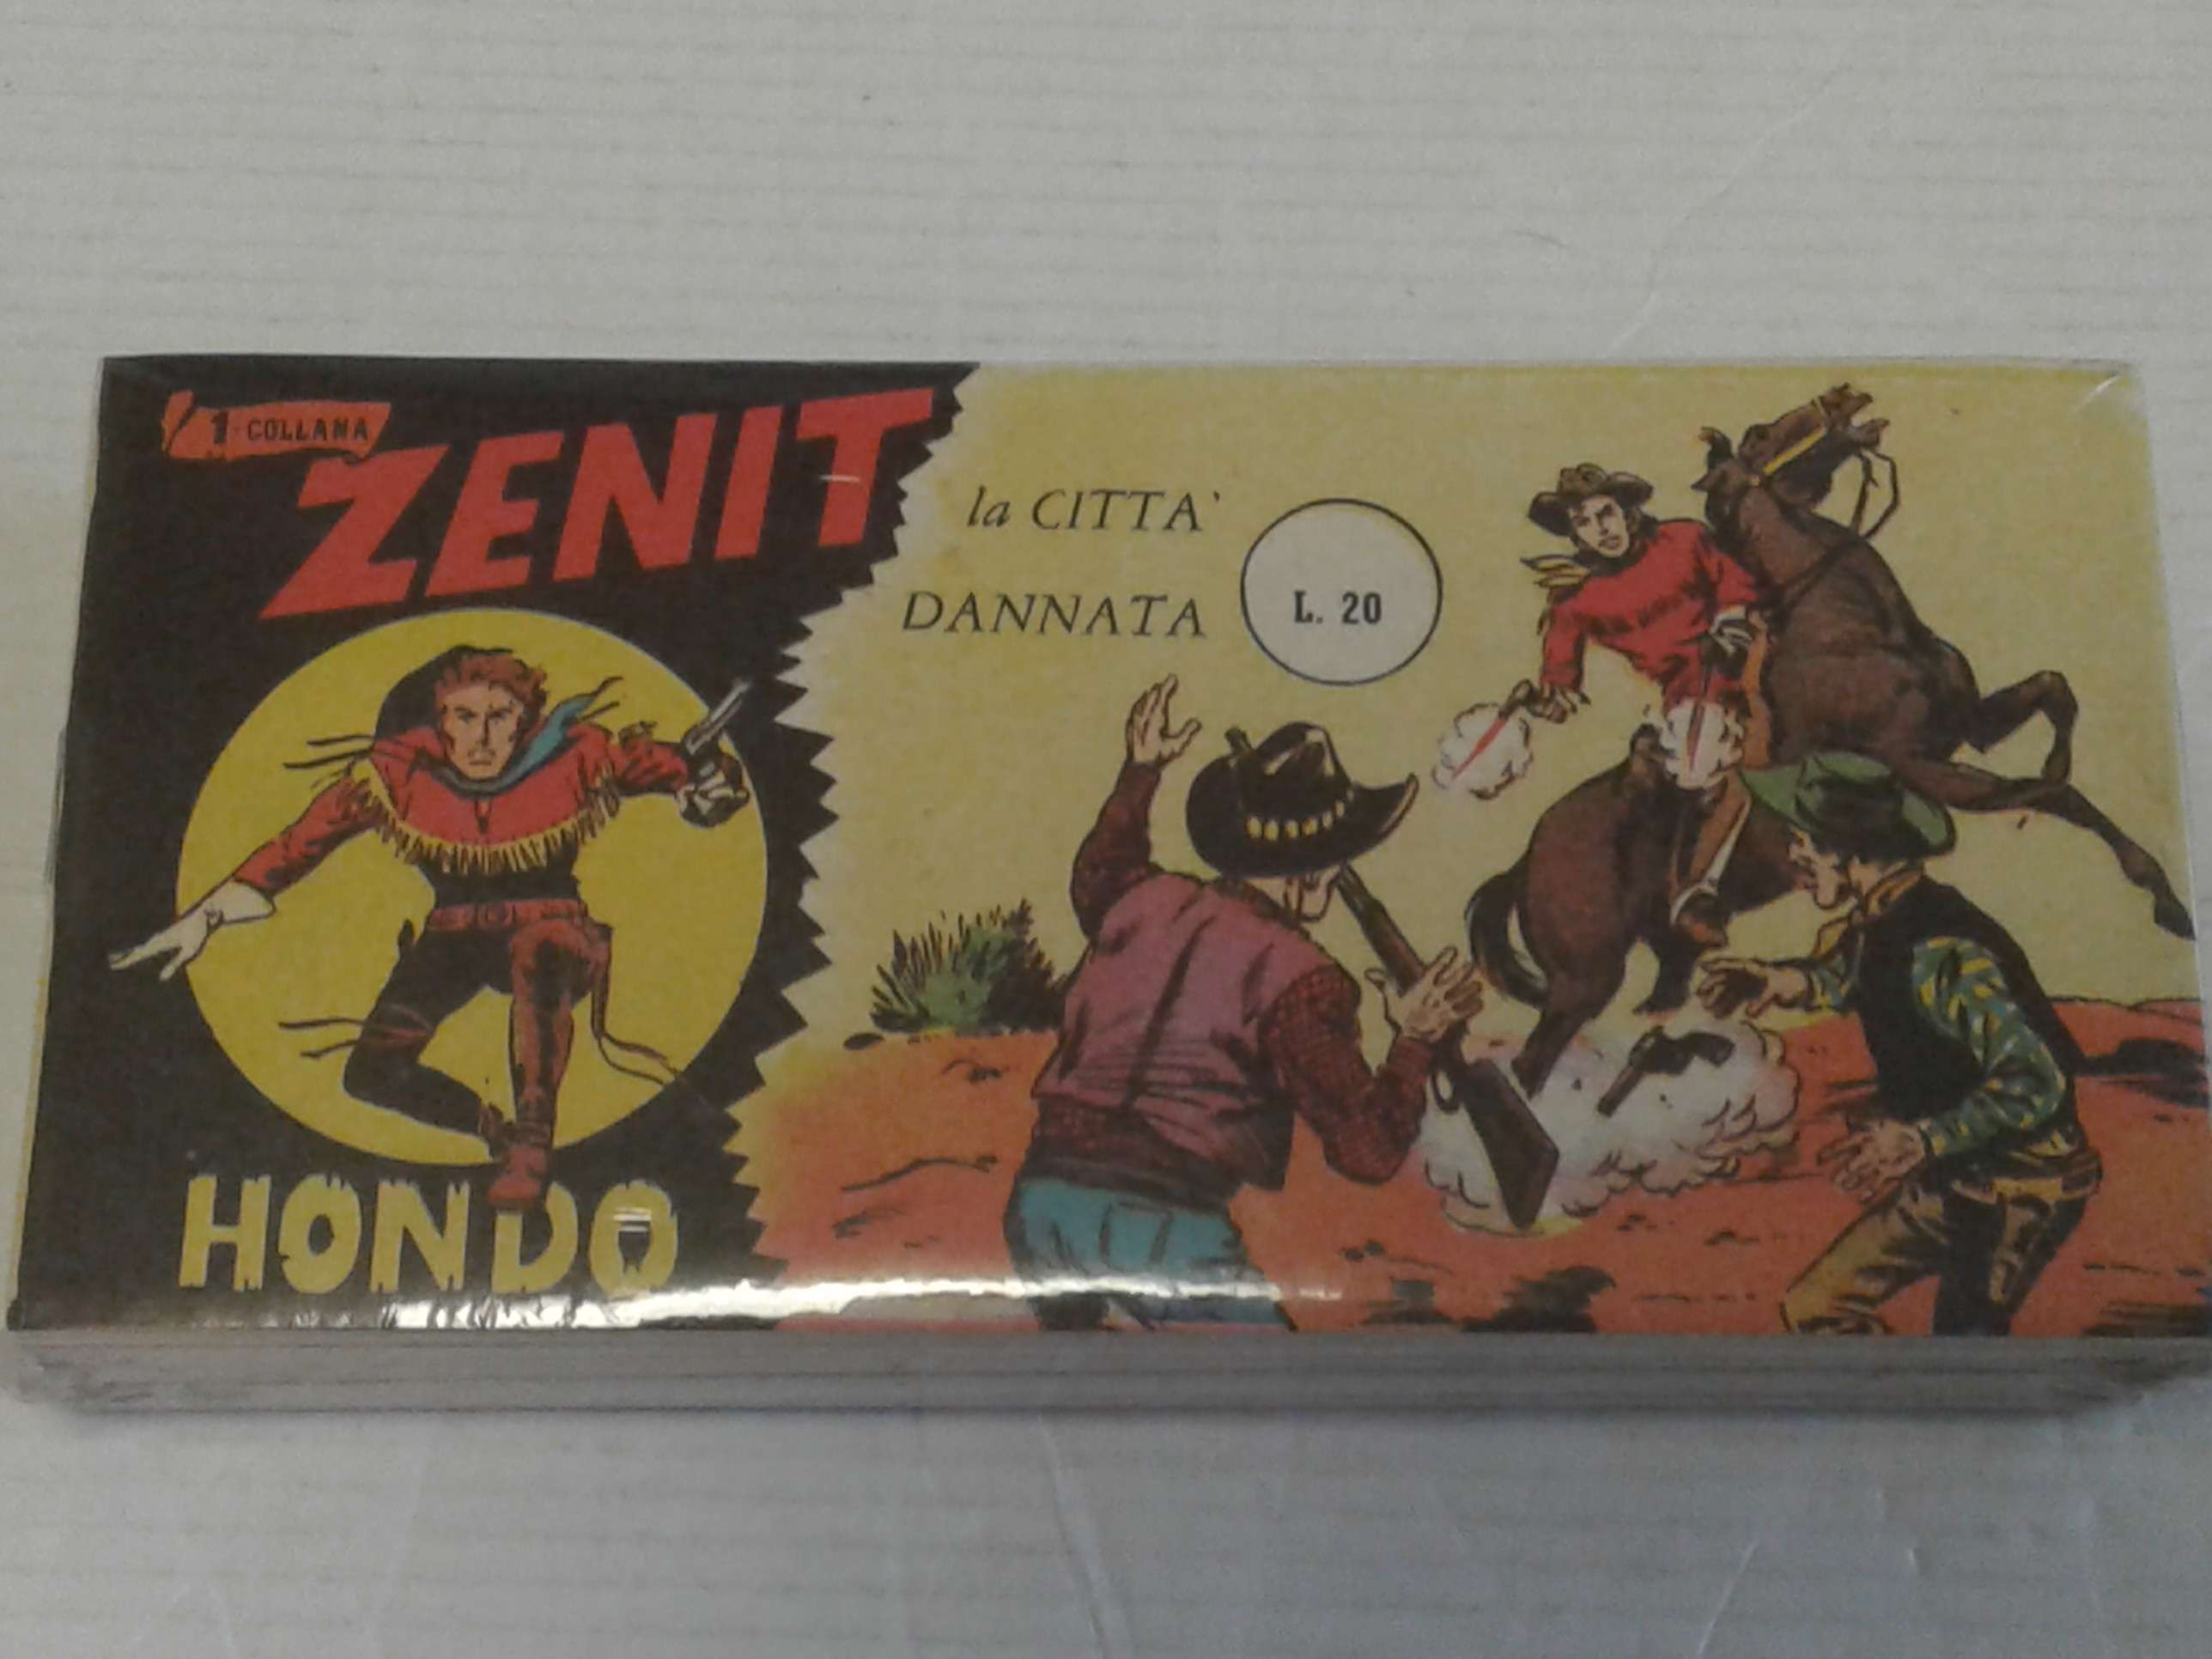 1 - COLLANA
ZENIT
la CITTA'
DANNATA
L. 20
HONDO